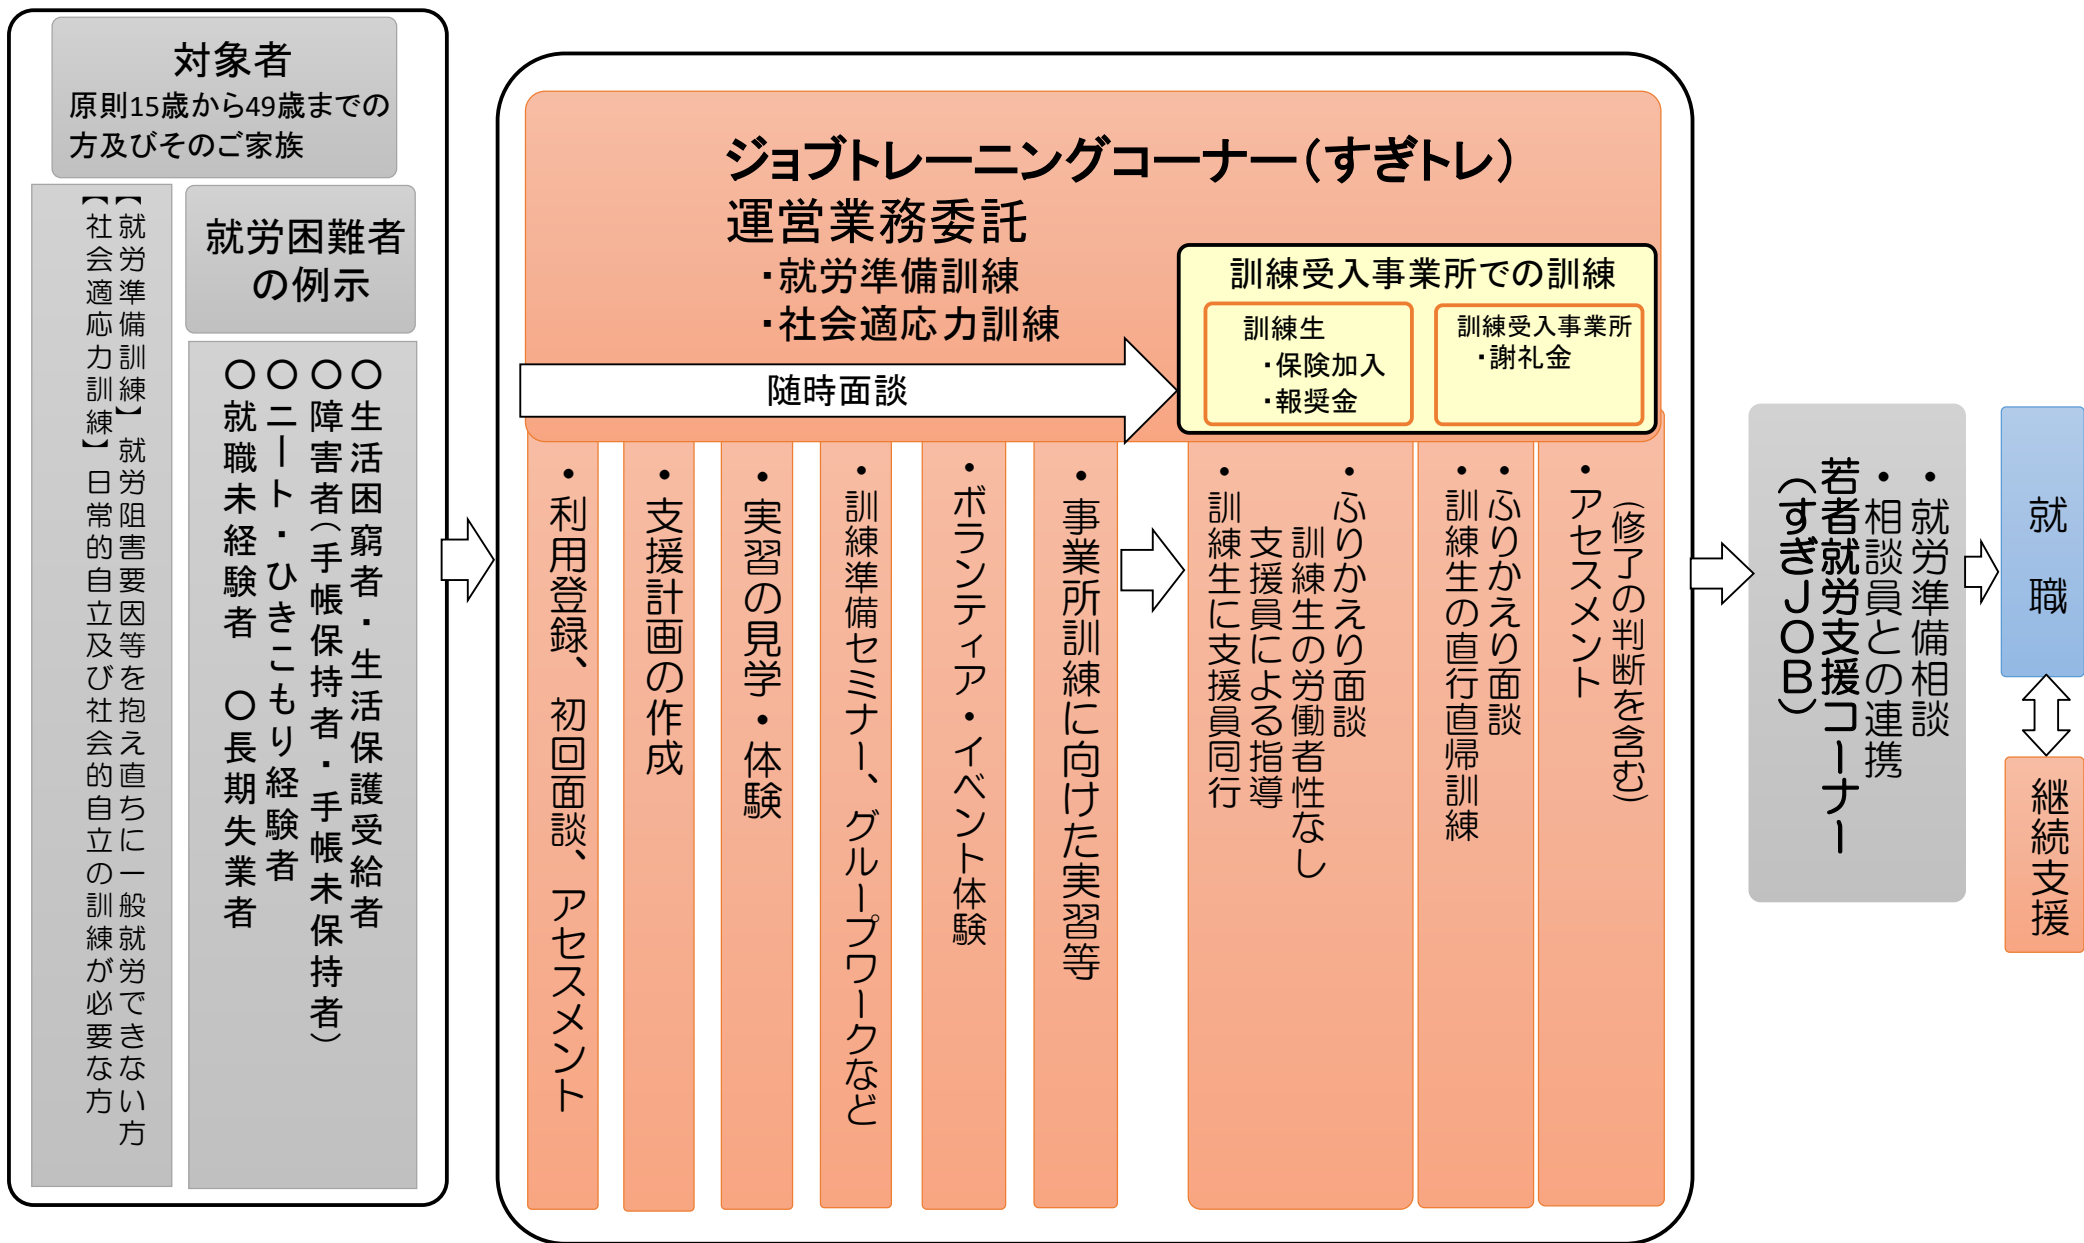 対象者
原則15歳から49歳までの
方及びそのご家族
【就労準備訓練】就労阻害要因等を抱え直ちに一般就労できない方
【社会適応力訓練】日常的自立及び社会的自立の訓練が必要な方
就労困難者
の例示
〇生活困窮者・生活保護受給者
〇障害者(手帳保持者・手帳未保持者)
〇ニート・ひきこもり経験者
〇就職未経験者　〇長期失業者
ジョブトレーニングコーナー(すぎトレ)
運営業務委託
・就労準備訓練
・社会適応力訓練
随時面談
訓練受入事業所での訓練
訓練生
・保険加入
・報奨金
訓練受入事業所
・謝礼金
・利用登録、初回面談、アセスメント
・支援計画の作成
・実習の見学・体験
・訓練準備セミナー、グループワークなど
・ボランティア・イベント体験
・事業所訓練に向けた実習等
・ふりかえり面談
訓練生の労働者性なし
支援員による指導
・訓練生に支援員同行
・ふりかえり面談
・訓練生の直行直帰訓練
(修了の判断を含む)
・アセスメント
・就労準備相談
・相談員との連携
若者就労支援コーナー
(すぎＪＯＢ)
就　職
継続支援